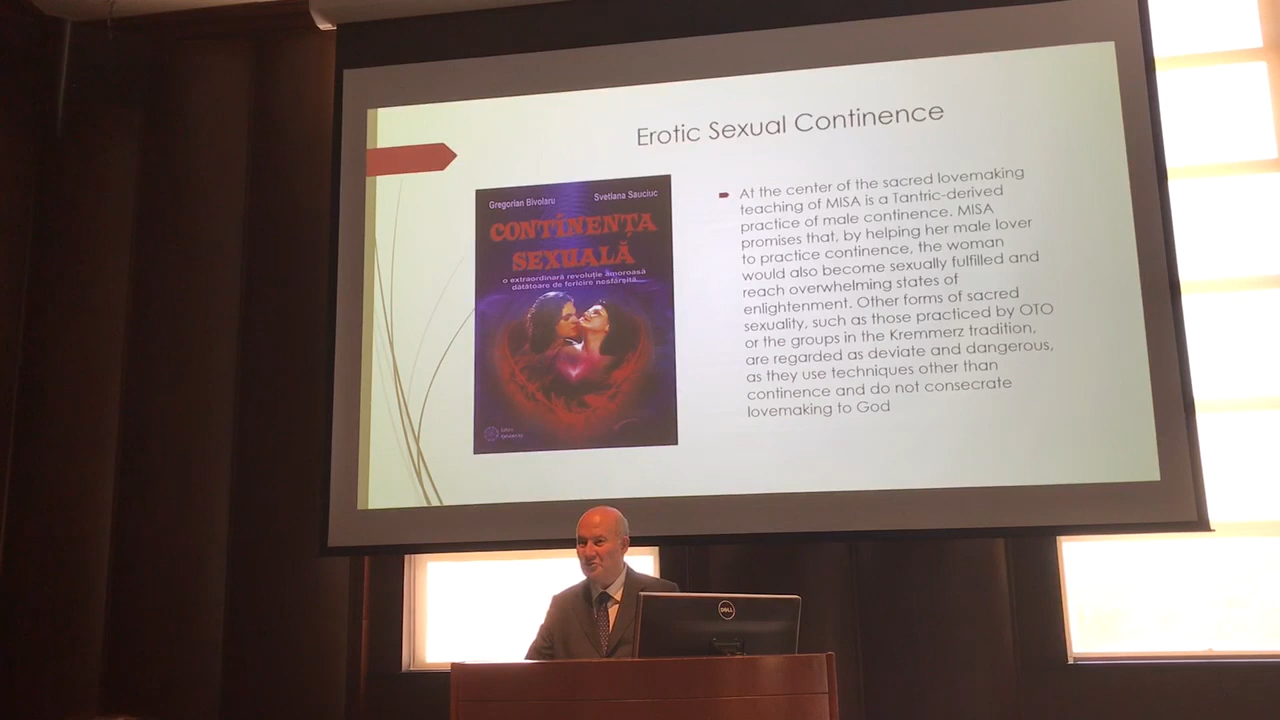 Erotic Sexual Continence
Gregorian Bivolaru
Svetlana Sauciuc
CONTINENȚA
SEXUALĂ
o extraordinară revoluție amoroasă
dătătoare de fericire nesfârșită...
At the center of the sacred lovemaking
teaching of MISA is a Tantric-derived
practice of male continence. MISA
promises that, by helping her male lover
to practice continence, the woman
would also become sexually fulfilled and
reach overwhelming states of
enlightenment. Other forms of sacred
sexuality, such as those practiced by OTO
or the groups in the Kremmerz tradition,
are regarded as deviate and dangerous,
as they use techniques other than
continence and do not consecrate
lovemaking to God
DELL